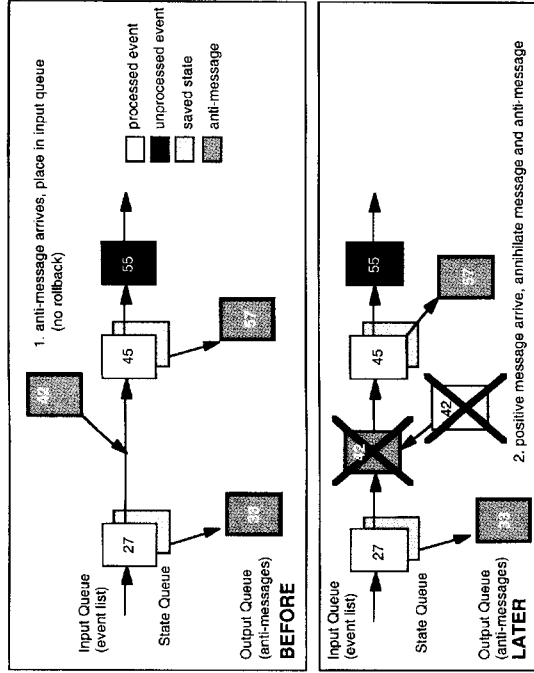 1. anti-message arrives, place in input queue
(no rollback)
processed event
unprocessed event
saved state
anti-message
42
Input Queue
(event list)
27
45
55
State Queue
Output Queue
(anti-messages)
33
57
BEFORE
Input Queue
(event list)
27
42
45
55
State Queue
42
Output Queue
(anti-messages)
33
57
LATER
2. positive message arrive, annihilate message and anti-message